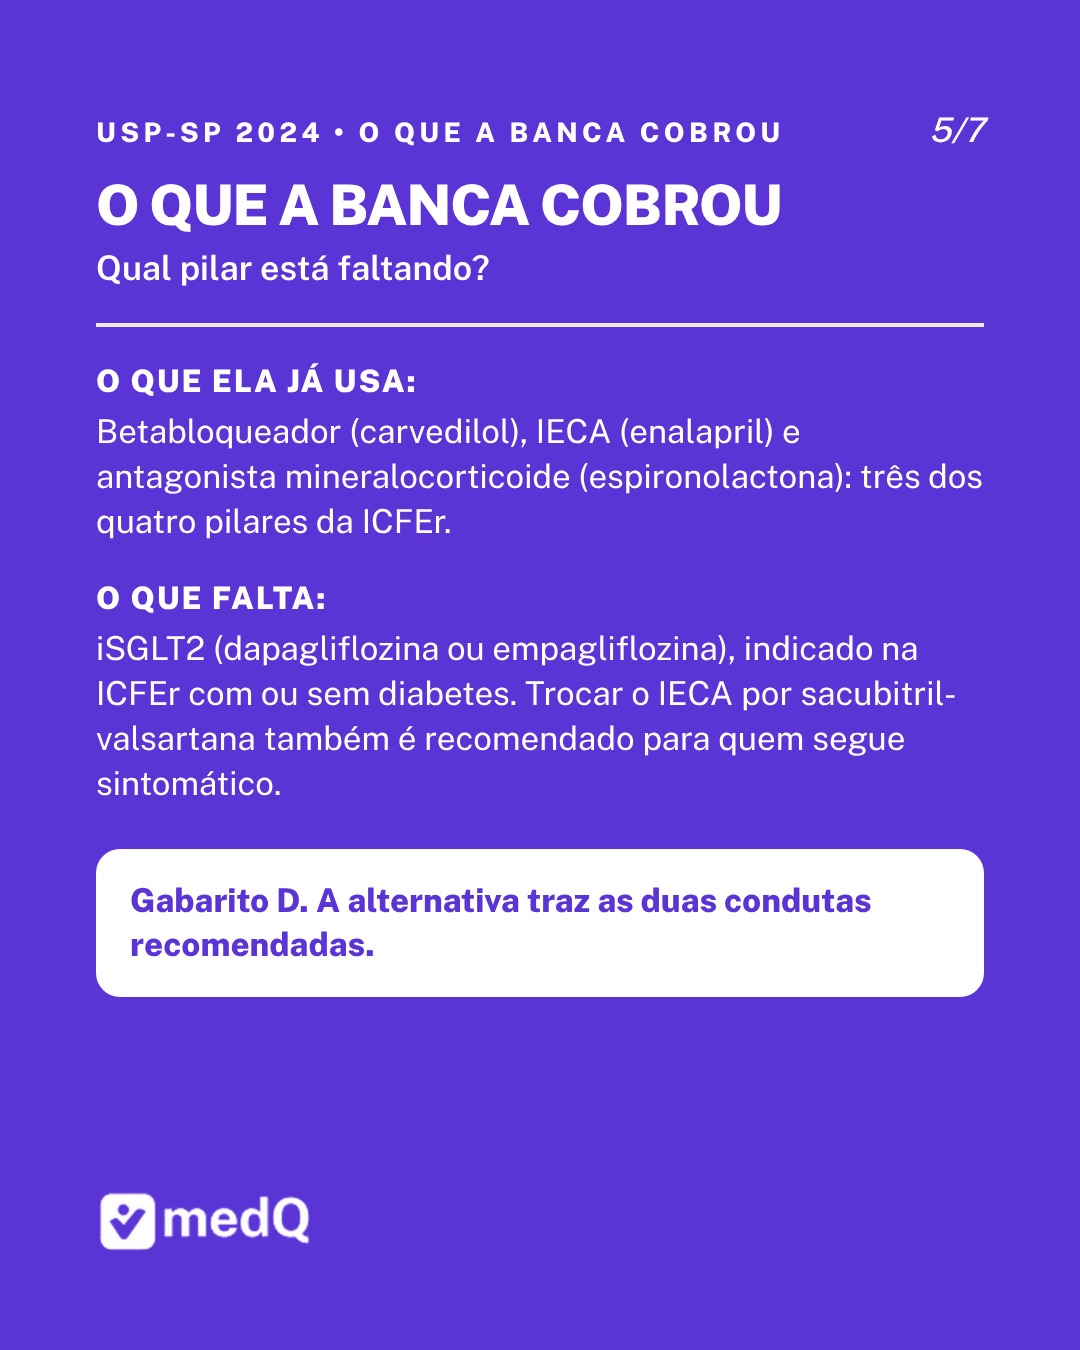 USP-SP 2024 • O QUE A BANCA COBROU
5/7
O QUE A BANCA COBROU
Qual pilar está faltando?
O QUE ELA JÁ USA:
Betabloqueador (carvedilol), IECA (enalapril) e
antagonista mineralocorticoide (espironolactona): três dos
quatro pilares da ICFEr.
O QUE FALTA:
iSGLT2 (dapagliflozina ou empagliflozina), indicado na
ICFEr com ou sem diabetes. Trocar o IECA por sacubitril-
valsartana também é recomendado para quem segue
sintomático.
Gabarito D. A alternativa traz as duas condutas
recomendadas.
medQ